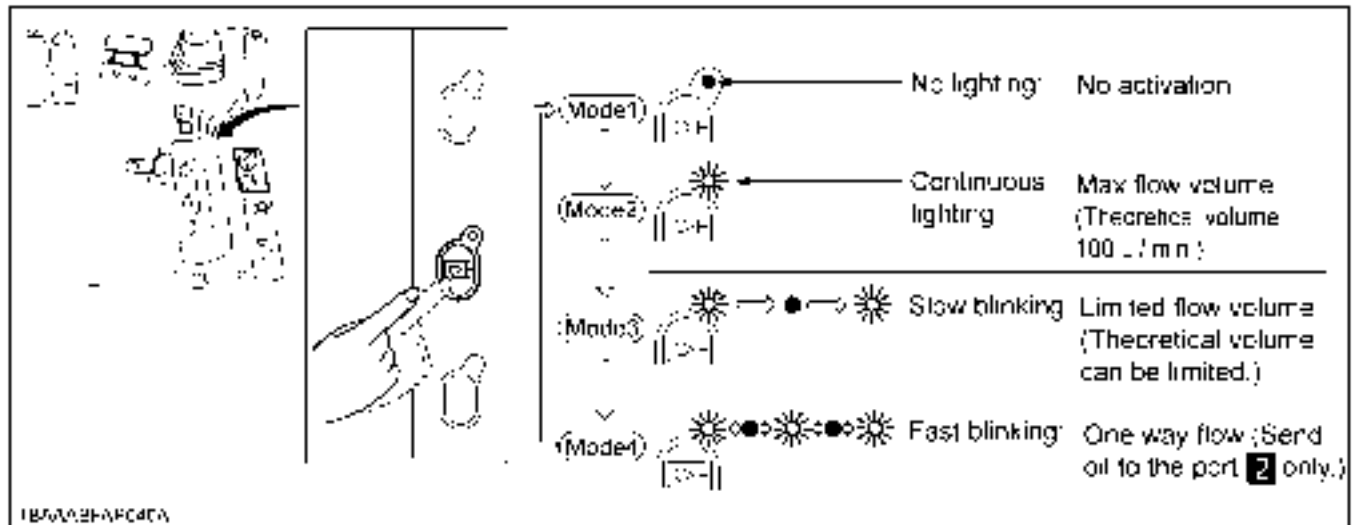 Mode1
No lighting: No activation
Mode2
Continuous lighting
Max flow volume
(Theoretical volume
100 L/min.)
Mode3
Slow blinking
Limited flow volume
(Theoretical volume
can be limited.)
Mode4
Fast blinking:
One way flow (Send
oil to the port 2 only.)